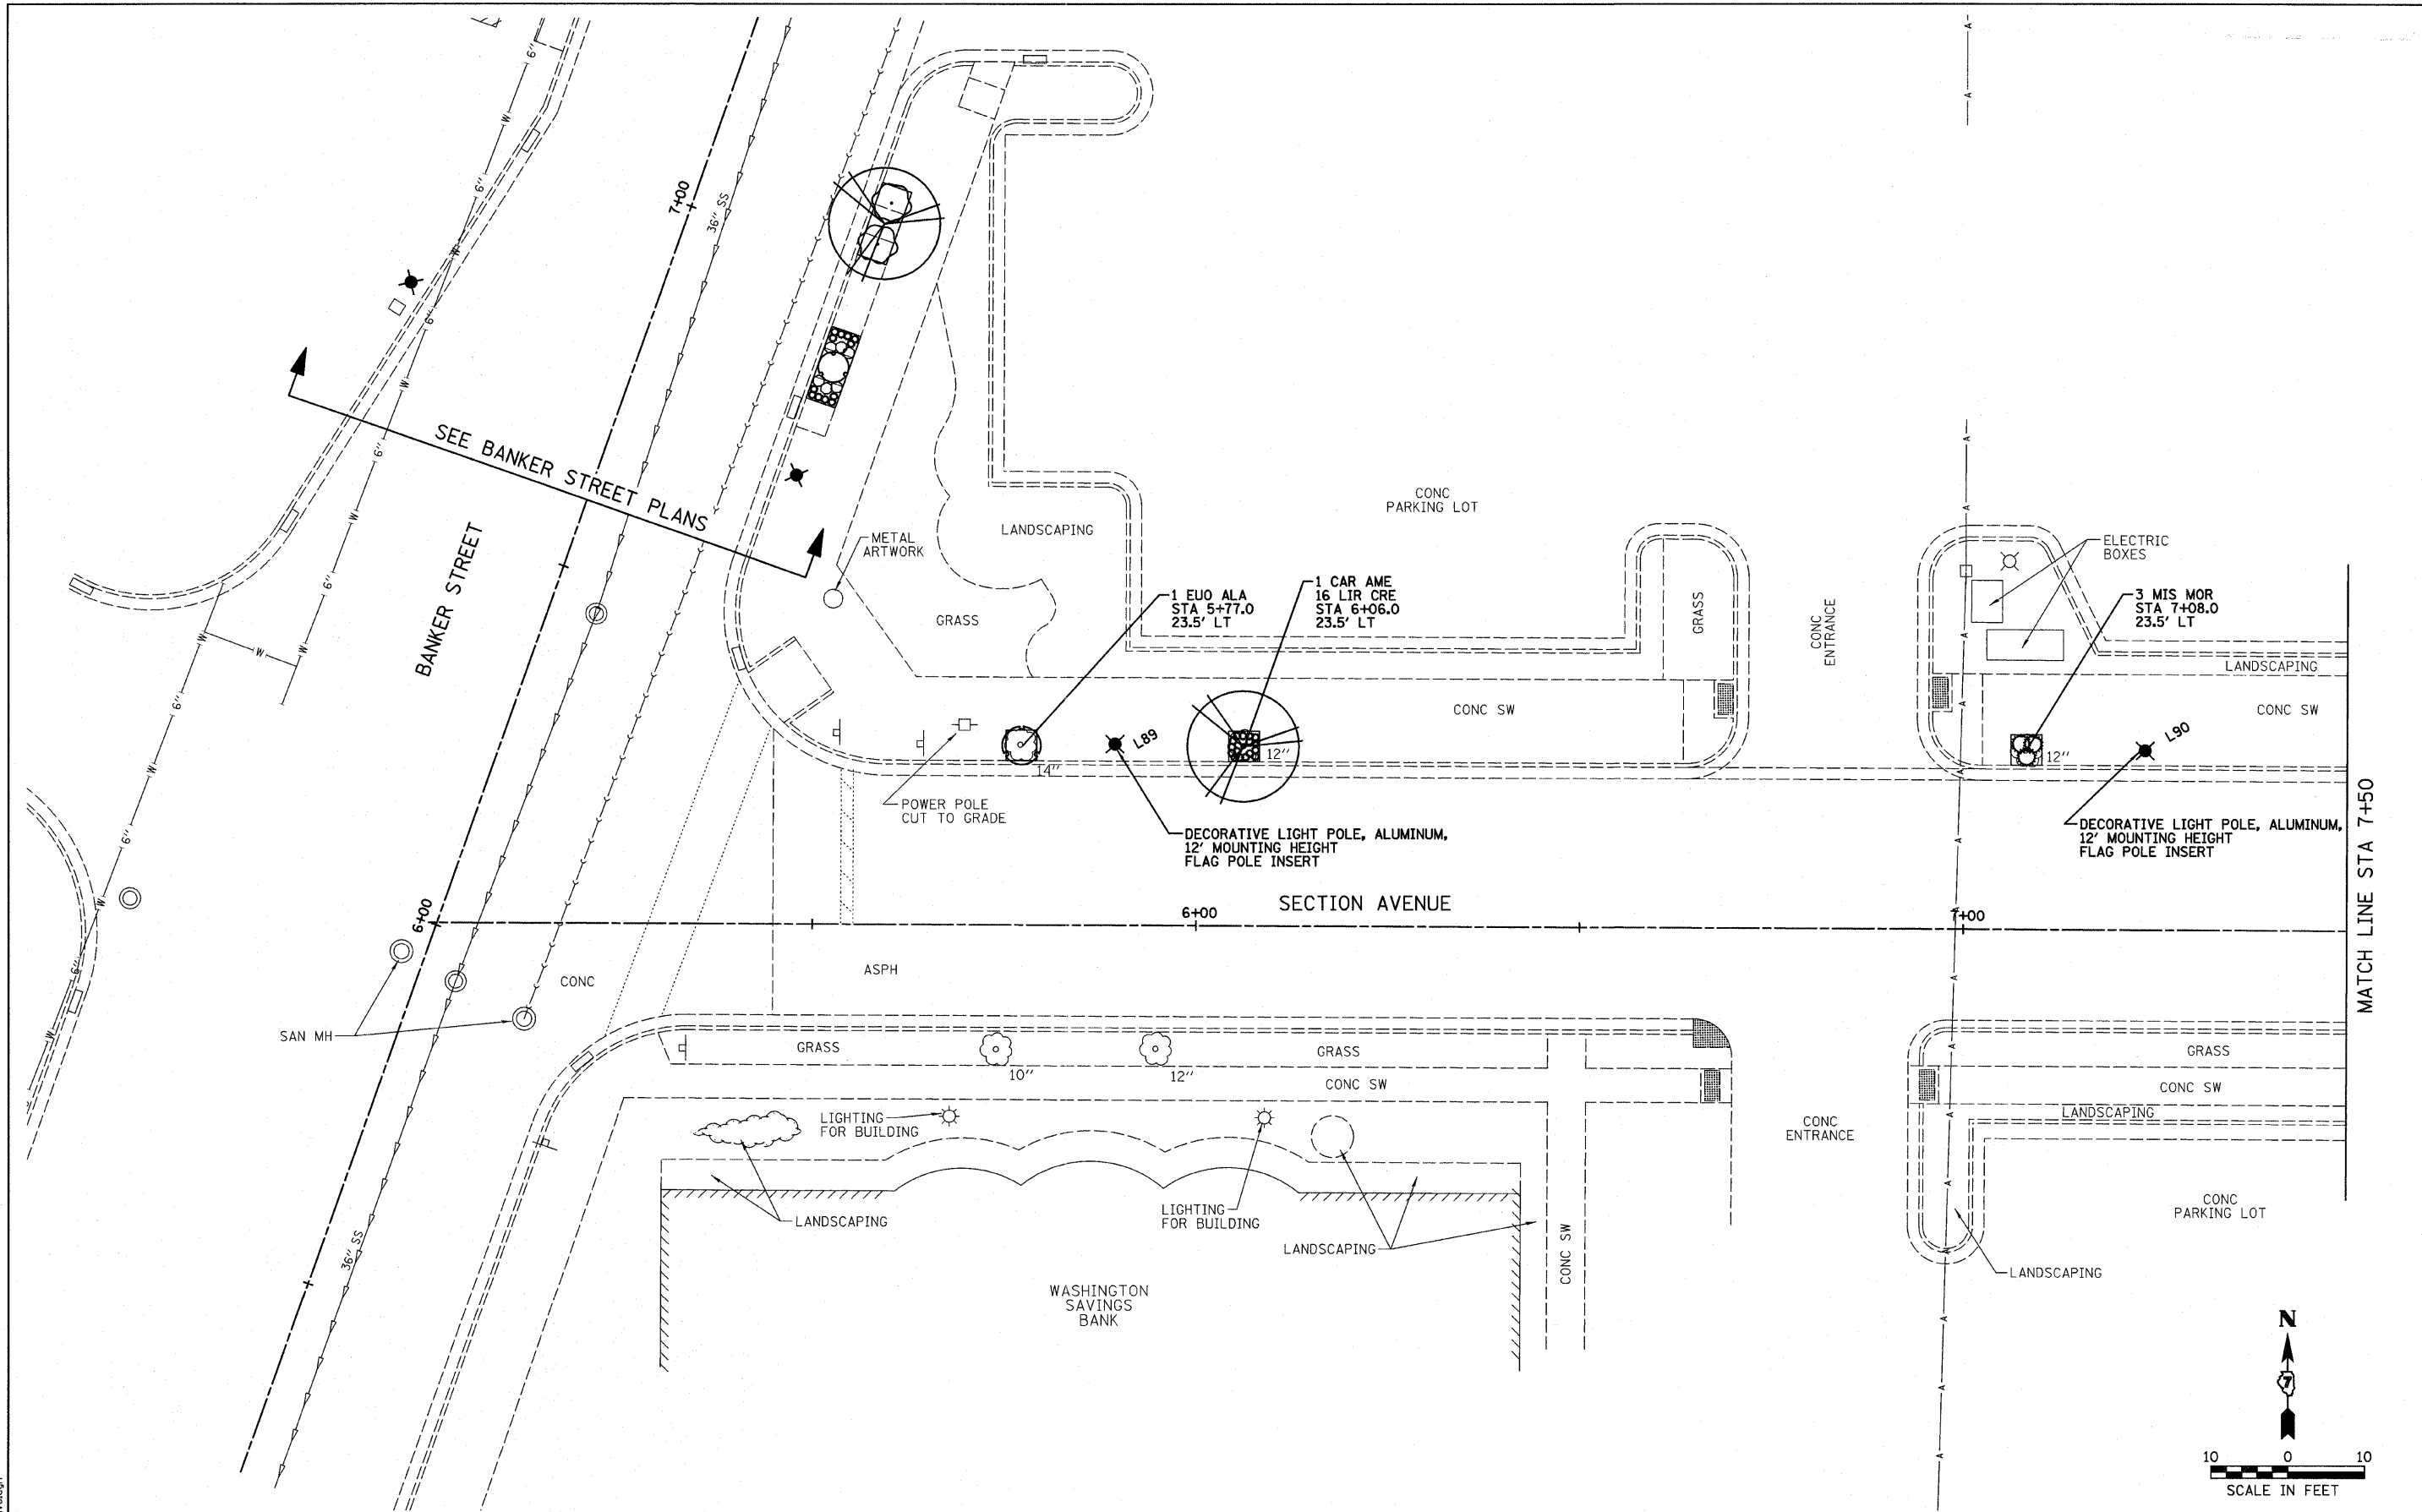 6"
W
6"
W
6"
W
6"
W
6"
W
6"
W
7+00
36" SS
A
A
SEE BANKER STREET PLANS
BANKER STREET
METAL
ARTWORK
LANDSCAPING
GRASS
CONC
PARKING LOT
1 EUO ALA
STA 5+77.0
23.5' LT
1 CAR AME
16 LIR CRE
STA 6+06.0
23.5' LT
GRASS
CONC
ENTRANCE
ELECTRIC
BOXES
3 MIS MOR
STA 7+08.0
23.5' LT
LANDSCAPING
CONC SW
CONC SW
L89
L90
14"
12"
12"
POWER POLE
CUT TO GRADE
DECORATIVE LIGHT POLE, ALUMINUM,
12' MOUNTING HEIGHT
FLAG POLE INSERT
DECORATIVE LIGHT POLE, ALUMINUM,
12' MOUNTING HEIGHT
FLAG POLE INSERT
MATCH LINE STA 7+50
SECTION AVENUE
6+00
6+00
7+00
CONC
ASPH
SAN MH
GRASS
10"
12"
GRASS
CONC SW
GRASS
CONC SW
LANDSCAPING
LIGHTING
FOR BUILDING
LIGHTING
FOR BUILDING
LANDSCAPING
LANDSCAPING
CONC SW
CONC
ENTRANCE
CONC
PARKING LOT
LANDSCAPING
36" SS
WASHINGTON
SAVINGS
BANK
N
7
10 0 10
SCALE IN FEET